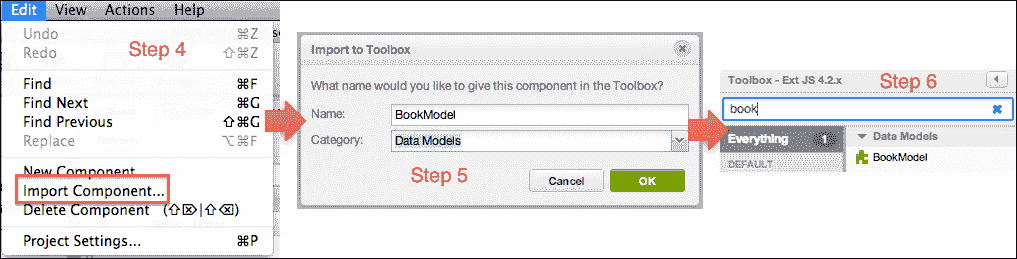 Edit View Actions Help
Undo ⌘Z
Redo ⇧⌘Z
Step 4
Find ⌘F
Find Next ⌘G
Find Previous ⇧⌘G
Replace ⌥⌘F
New Component
Import Component...
Delete Component (⇧⌦|⇧⌫)
Project Settings... ⌘P
Import to Toolbox
What name would you like to give this component in the Toolbox?
Name: BookModel
Category: Data Models
Step 5
Cancel OK
Step 6
Toolbox - Ext JS 4.2.x
book
Everything 1
DEFAULT
Data Models
BookModel